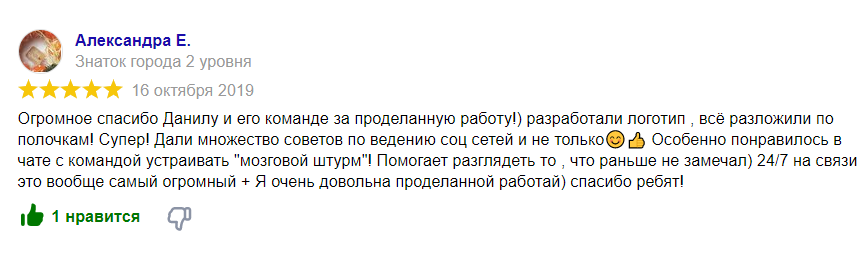 Александра Е.
Знаток города 2 уровня
16 октября 2019
Огромное спасибо Данилу и его команде за проделанную работу!) разработали логотип , всё разложили по
полочкам! Супер! Дали множество советов по ведению соц сетей и не только😊👍 Особенно понравилось в
чате с командой устраивать "мозговой штурм"! Помогает разглядеть то , что раньше не замечал) 24/7 на связи
это вообще самый огромный + Я очень довольна проделанной работай) спасибо ребят!
1 нравится